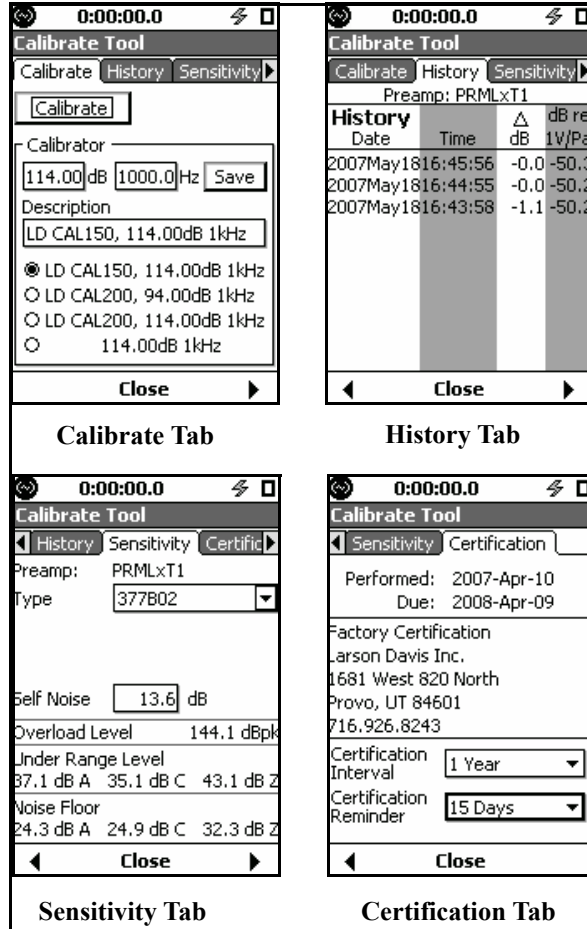 0:00:00.0
Calibrate Tool
Calibrate History Sensitivity
Calibrate
Calibrator
114.00 dB 1000.0 Hz Save
Description
LD CAL150, 114.00dB 1kHz
LD CAL150, 114.00dB 1kHz
LD CAL200, 94.00dB 1kHz
LD CAL200, 114.00dB 1kHz
114.00dB 1kHz
Close
Calibrate Tab
0:00:00.0
Calibrate Tool
Calibrate History Sensitivity
Preamp: PRMLxT1
History Δ dB re
Date Time dB 1V/Pa
2007May18 16:45:56 -0.0 -50.3
2007May18 16:44:55 -0.0 -50.2
2007May18 16:43:58 -1.1 -50.2
Close
History Tab
0:00:00.0
Calibrate Tool
History Sensitivity Certific
Preamp: PRMLxT1
Type 377B02
Self Noise 13.6 dB
Overload Level 144.1 dBpk
Under Range Level
37.1 dB A 35.1 dB C 43.1 dB Z
Noise Floor
24.3 dB A 24.9 dB C 32.3 dB Z
Close
Sensitivity Tab
0:00:00.0
Calibrate Tool
Sensitivity Certification
Performed: 2007-Apr-10
Due: 2008-Apr-09
Factory Certification
Larson Davis Inc.
1681 West 820 North
Provo, UT 84601
716.926.8243
Certification
Interval 1 Year
Certification
Reminder 15 Days
Close
Certification Tab